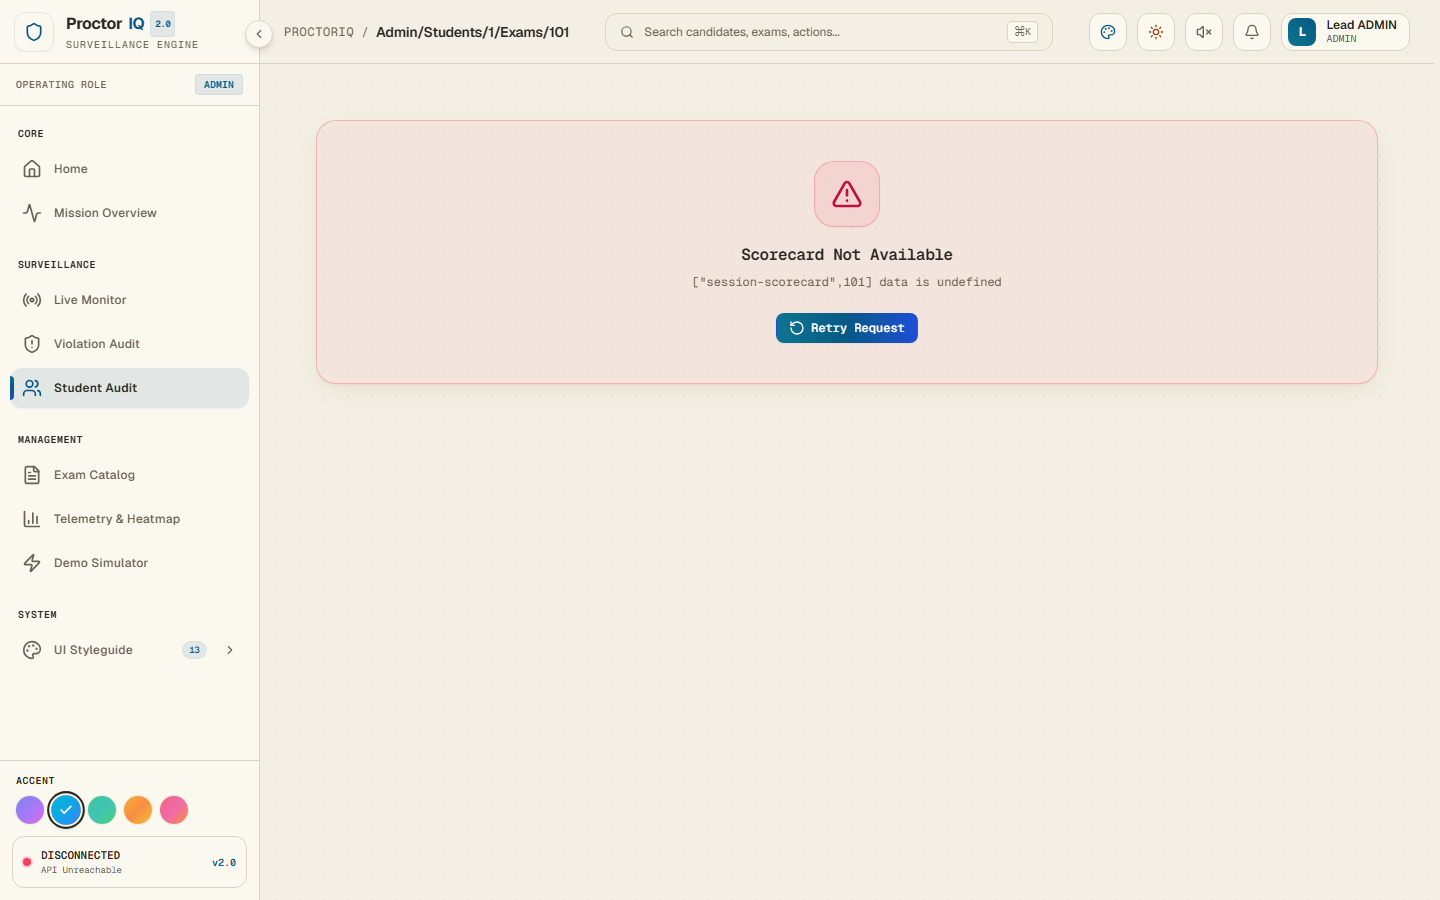 Proctor IQ 2.0
SURVEILLANCE ENGINE
OPERATING ROLE ADMIN
CORE
Home
Mission Overview
SURVEILLANCE
Live Monitor
Violation Audit
Student Audit
MANAGEMENT
Exam Catalog
Telemetry & Heatmap
Demo Simulator
SYSTEM
UI Styleguide 13
ACCENT
DISCONNECTED
API Unreachable
v2.0
PROCTORIQ / Admin/Students/1/Exams/101
Search candidates, exams, actions...
⌘K
L
Lead ADMIN
ADMIN
Scorecard Not Available
["session-scorecard",101] data is undefined
Retry Request